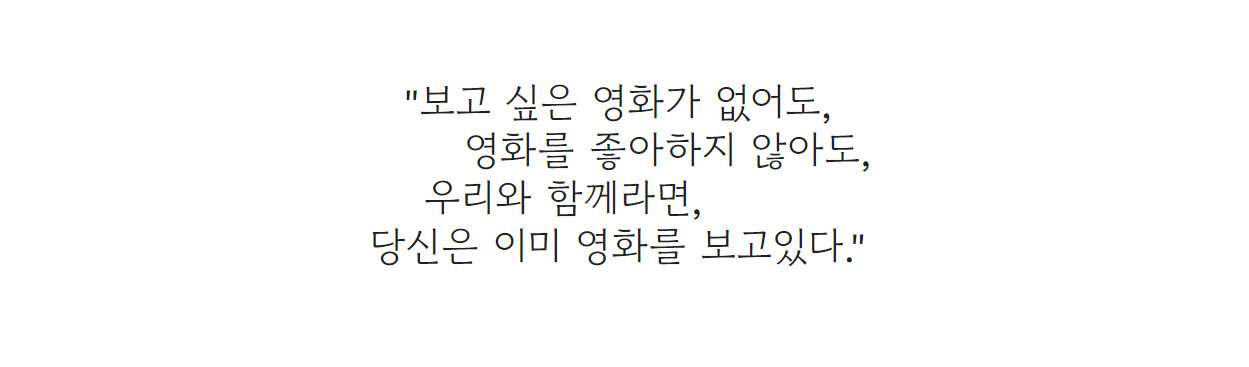 "보고 싶은 영화가 없어도,
영화를 좋아하지 않아도,
우리와 함께라면,
당신은 이미 영화를 보고있다."